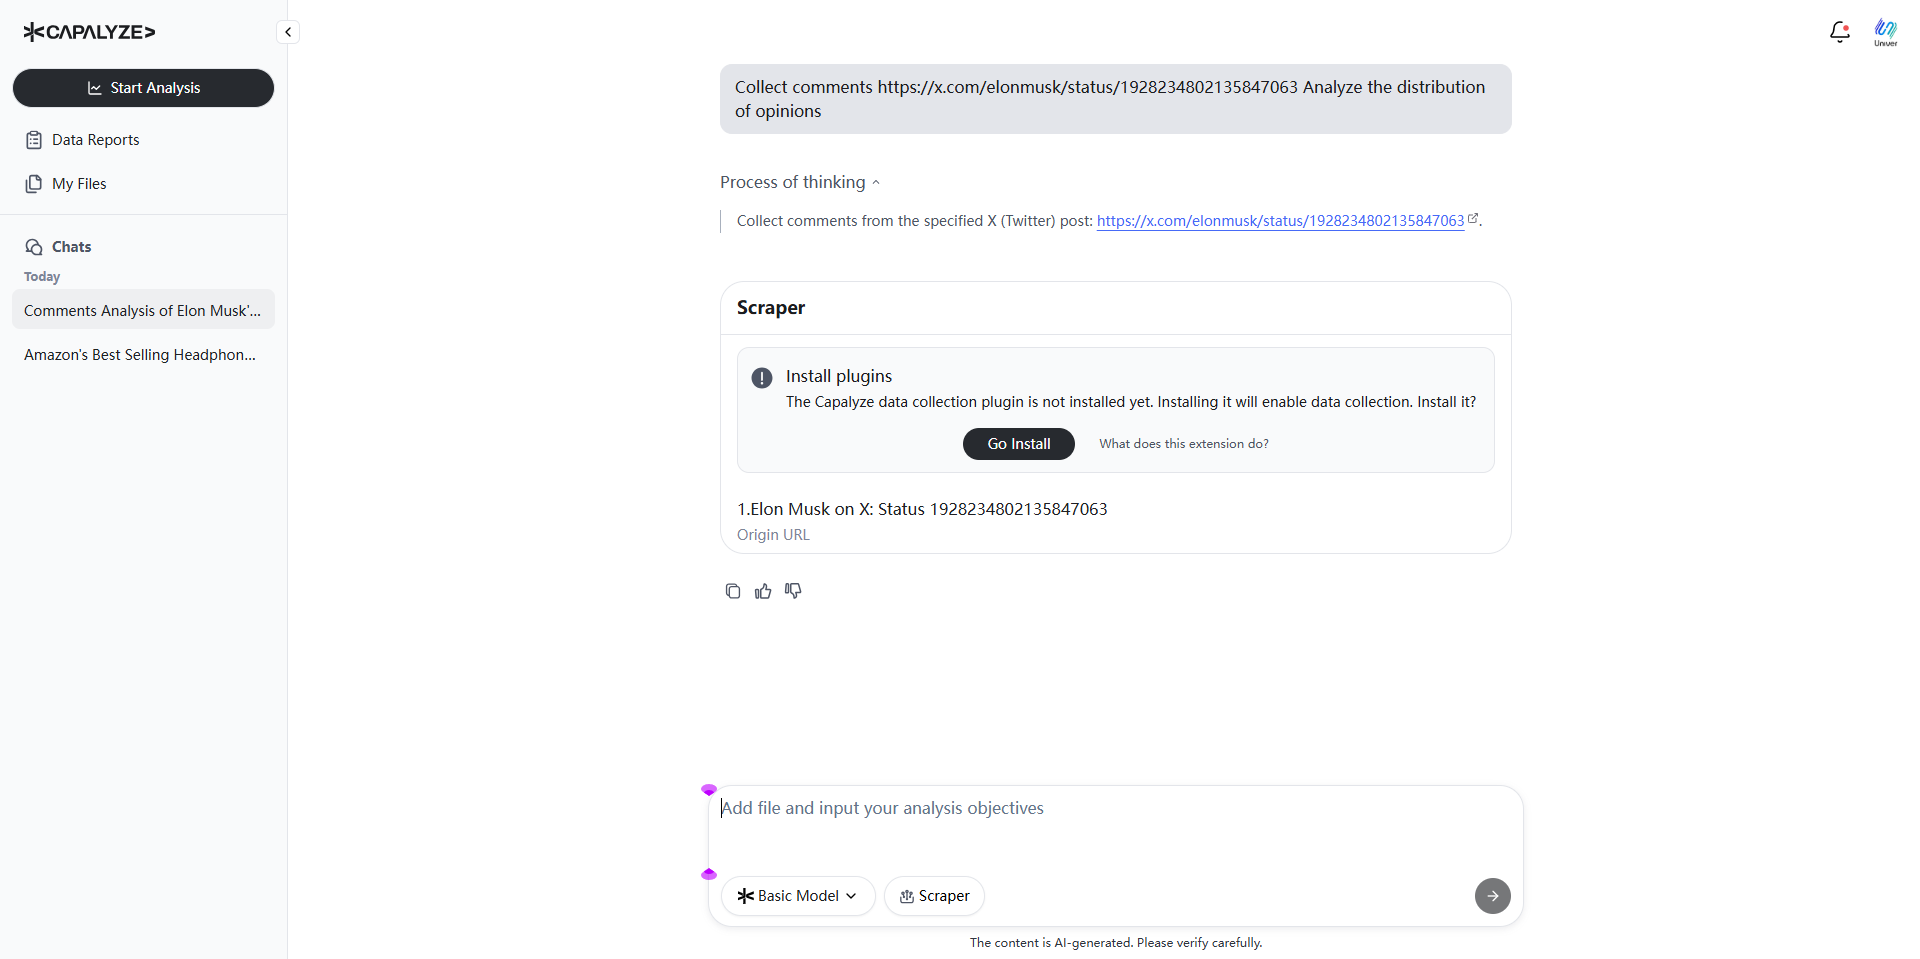 CAPALYZE
Start Analysis
Data Reports
My Files
Chats
Today
Comments Analysis of Elon Musk'...
Amazon's Best Selling Headphon...
Univer
Collect comments https://x.com/elonmusk/status/1928234802135847063 Analyze the distribution
of opinions
Process of thinking
Collect comments from the specified X (Twitter) post: https://x.com/elonmusk/status/1928234802135847063.
Scraper
Install plugins
The Capalyze data collection plugin is not installed yet. Installing it will enable data collection. Install it?
Go Install
What does this extension do?
1.Elon Musk on X: Status 1928234802135847063
Origin URL
Add file and input your analysis objectives
Basic Model
Scraper
The content is AI-generated. Please verify carefully.